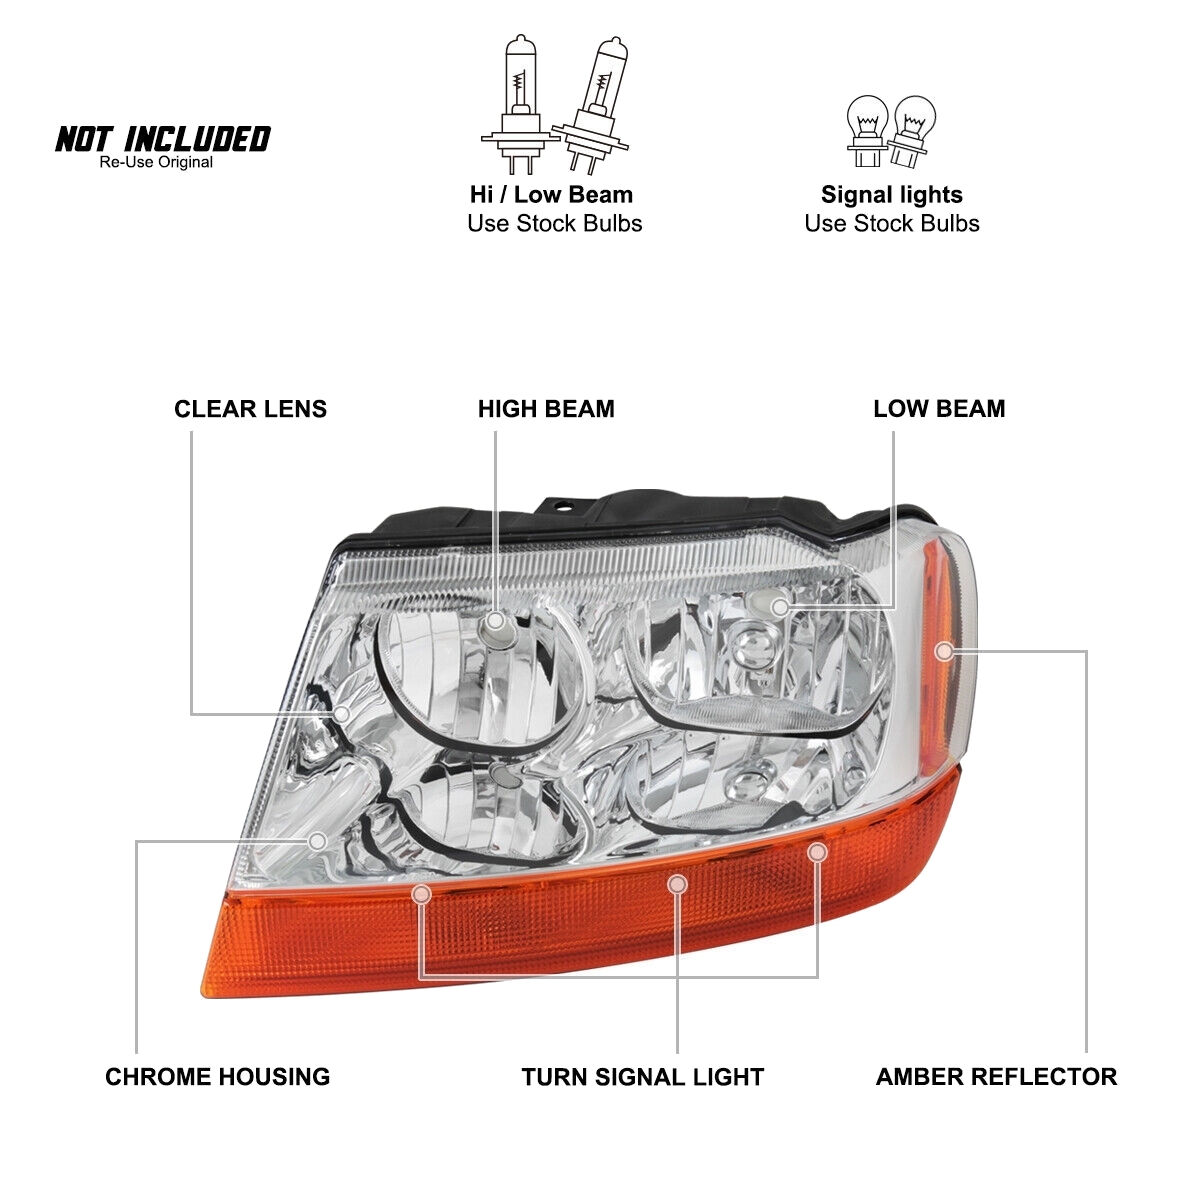 NOT INCLUDED
Re-Use Original
Hi / Low Beam
Use Stock Bulbs
Signal lights
Use Stock Bulbs
CLEAR LENS
HIGH BEAM
LOW BEAM
CHROME HOUSING
TURN SIGNAL LIGHT
AMBER REFLECTOR